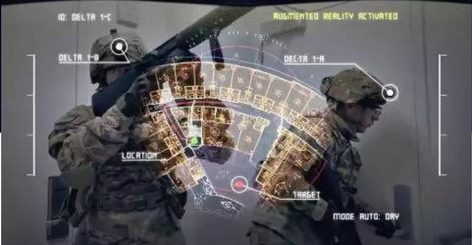 ID: DELTA 1-C
AUGMENTED REALITY ACTIVATED
DELTA 1-B
DELTA 1-A
LOCATION
TARGET
MODE AUTO: DAY